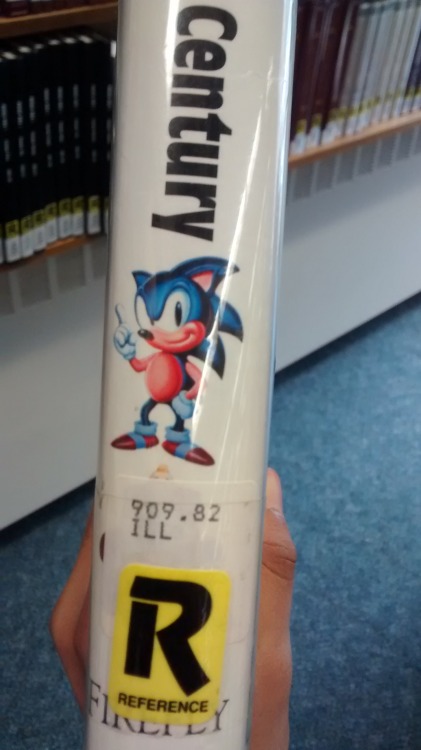 century
909.82
ILL
R
REFERENCE
FIREFLY